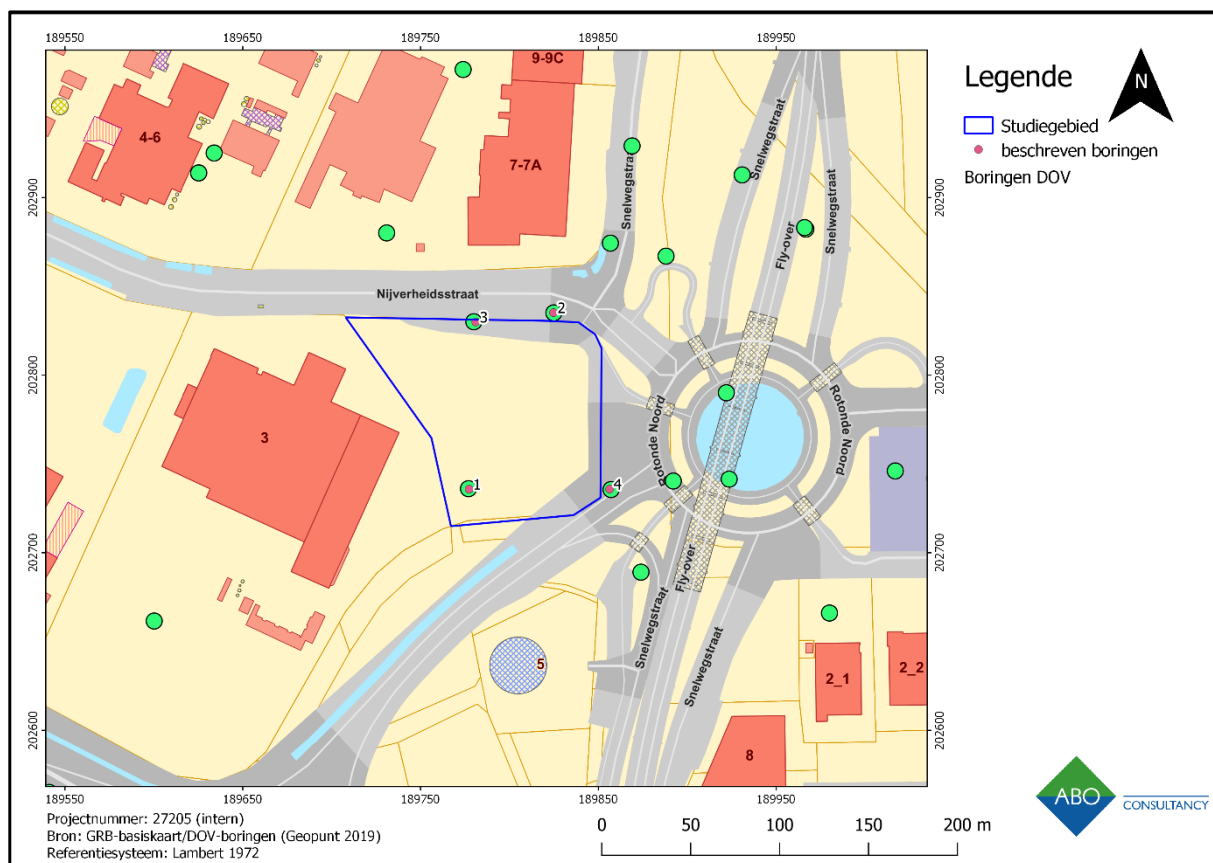 189550 189650 189750 189850 189950
9-9C
4-6
7-7A
Snelwegstraat
Snelwegstraat
Fly-over
Snelwegstraat
Nijverheidsstraat
3
2
Rotonde Noord
Rotonde Noord
3
1
4
Fly-over
Snelwegstraat
Snelwegstraat
5
2_1
2_2
8
202900
202800
202700
202600
202900
202800
202700
202600
189550 189650 189750 189850 189950
Legende
N
Studiegebied
beschreven boringen
Boringen DOV
ABO CONSULTANCY
Projectnummer: 27205 (intern)
Bron: GRB-basiskaart/DOV-boringen (Geopunt 2019)
Referentiesysteem: Lambert 1972
0 50 100 150 200 m